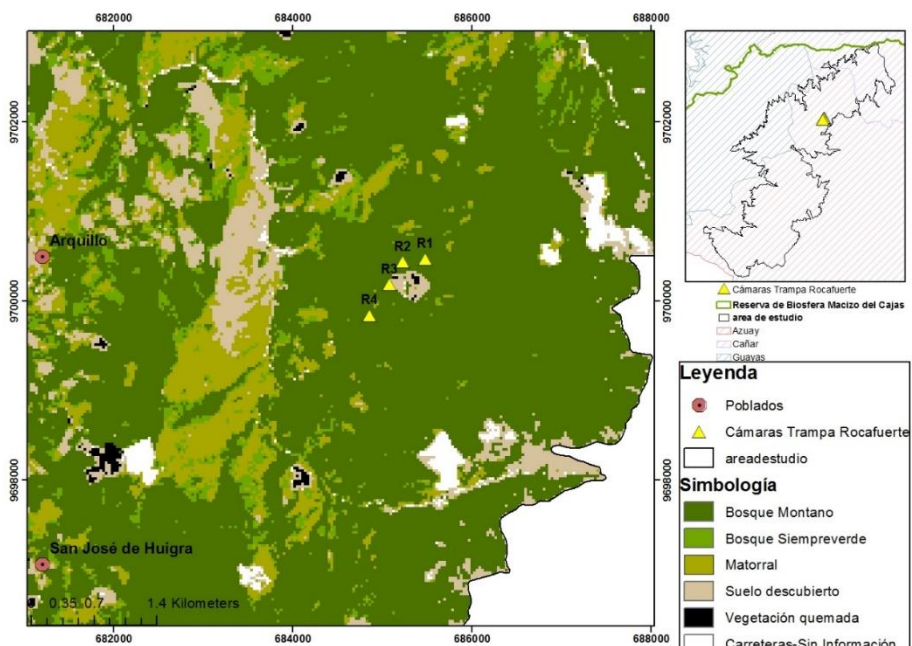 682000 684000 686000 688000
9702000
9700000
9698000
Arquillo
R2 R1
R3
R4
San José de Huigra
0.35 0.7 1.4 Kilometers
682000 684000 686000 688000
9702000
9700000
9698000
Cámaras Trampa Rocafuerte
Reserva de Biosfera Macizo del Cajas
area de estudio
Azuay
Cañar
Guayas
Leyenda
Poblados
Cámaras Trampa Rocafuerte
areadestudio
Simbología
Bosque Montano
Bosque Siempreverde
Matorral
Suelo descubierto
Vegetación quemada
Carreteras-Sin Información